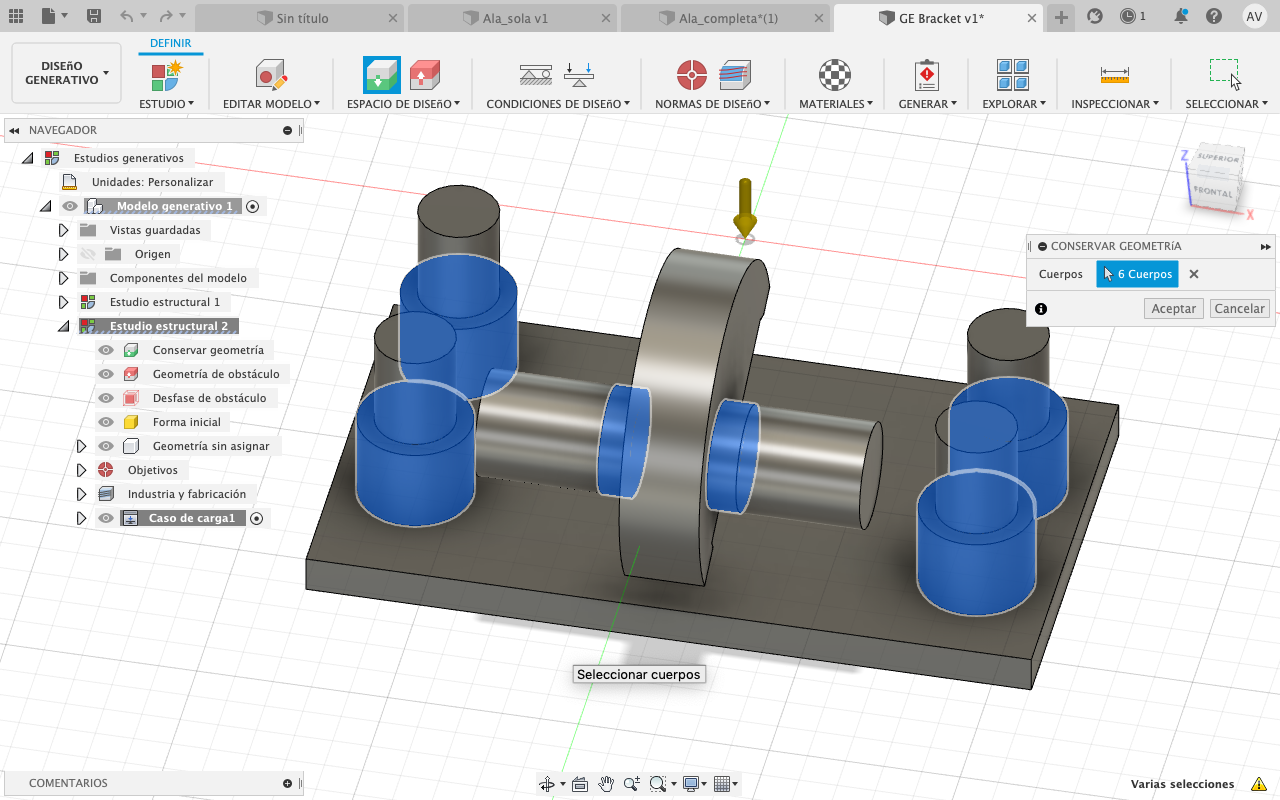 Sin título
Ala_sola v1
Ala_completa*(1)
GE Bracket v1*
1
AV
DEFINIR
DISEñO
GENERATIVO
ESTUDIO
EDITAR MODELO
ESPACIO DE DISEñO
CONDICIONES DE DISEñO
NORMAS DE DISEñO
MATERIALES
GENERAR
EXPLORAR
INSPECCIONAR
SELECCIONAR
NAVEGADOR
Estudios generativos
Unidades: Personalizar
Modelo generativo 1
Vistas guardadas
Origen
Componentes del modelo
Estudio estructural 1
Estudio estructural 2
Conservar geometría
Geometría de obstáculo
Desfase de obstáculo
Forma inicial
Geometría sin asignar
Objetivos
Industria y fabricación
Caso de carga1
Z
SUPERIOR
FRONTAL
X
CONSERVAR GEOMETRíA
Cuerpos
6 Cuerpos
Aceptar
Cancelar
Seleccionar cuerpos
COMENTARIOS
Varias selecciones